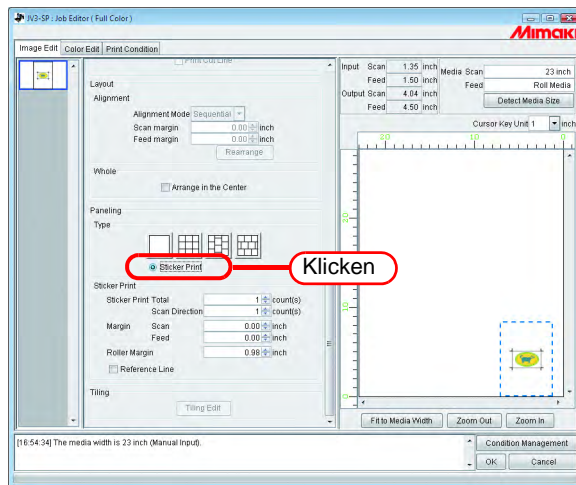 JV3-SP : Job Editor ( Full Color )
Mimaki
Image Edit Color Edit Print Condition
Print Cut Line
Layout
Alignment
Alignment Mode Sequential
Scan margin 0.00 inch
Feed margin 0.00 inch
Rearrange
Whole
Arrange in the Center
Paneling
Type
Sticker Print
Klicken
Sticker Print
Sticker Print Total 1 count(s)
Scan Direction 1 count(s)
Margin Scan 0.00 inch
Feed 0.00 inch
Roller Margin 0.98 inch
Reference Line
Tiling
Tiling Edit
Input Scan 1.35 inch
Feed 1.50 inch
Output Scan 4.04 inch
Feed 4.50 inch
Media Scan 23 inch
Feed Roll Media
Detect Media Size
Cursor Key Unit 1 inch
20 10 0
20
10
0
Fit to Media Width Zoom Out Zoom In
[16:54:34] The media width is 23 inch (Manual Input).
Condition Management
OK Cancel